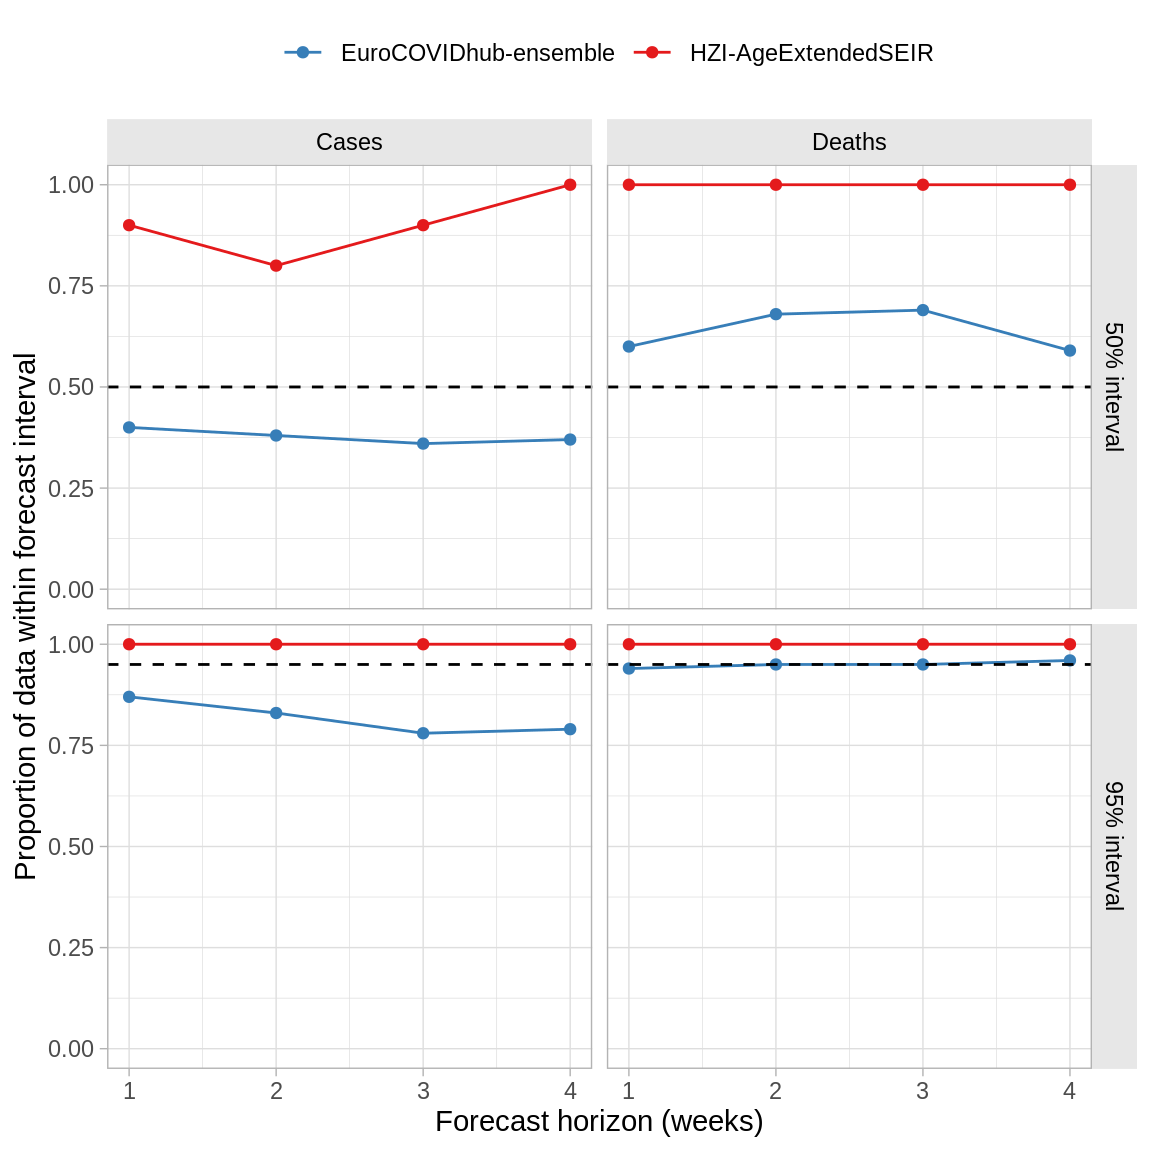 EuroCOVIDhub-ensemble HZI-AgeExtendedSEIR
Cases Deaths
Proportion of data within forecast interval
1.00
0.75
0.50
0.25
0.00
50% interval
1.00
0.75
0.50
0.25
0.00
95% interval
1 2 3 4 1 2 3 4
Forecast horizon (weeks)